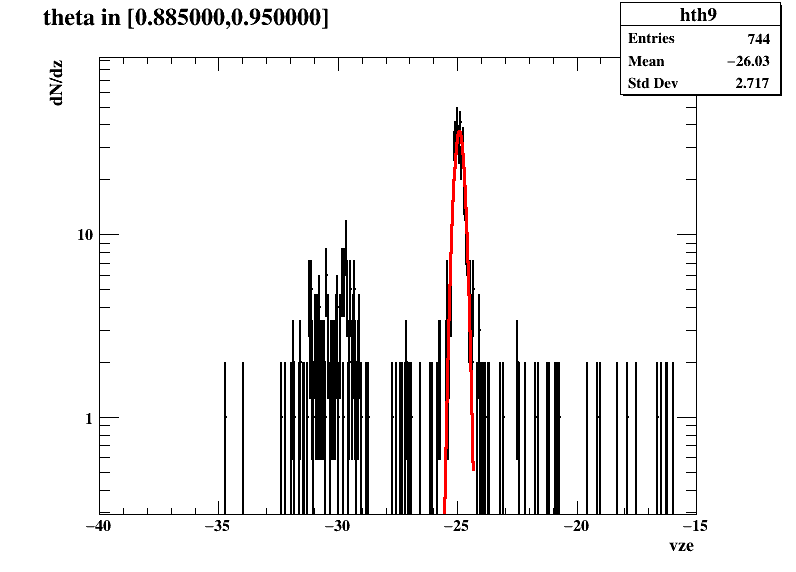 theta in [0.885000,0.950000]
hth9
Entries 744
Mean −26.03
Std Dev 2.717
dN/dz
10
1
−40 −35 −30 −25 −20 −15
vze